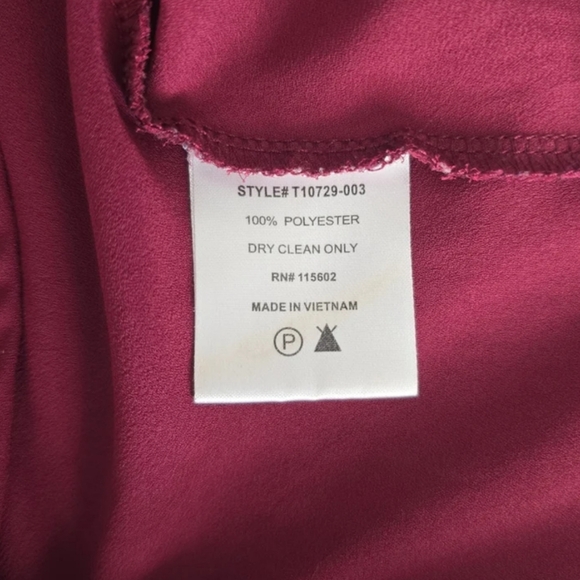 STYLE# T10729-003
100% POLYESTER
DRY CLEAN ONLY
RN# 115602
MADE IN VIETNAM
P